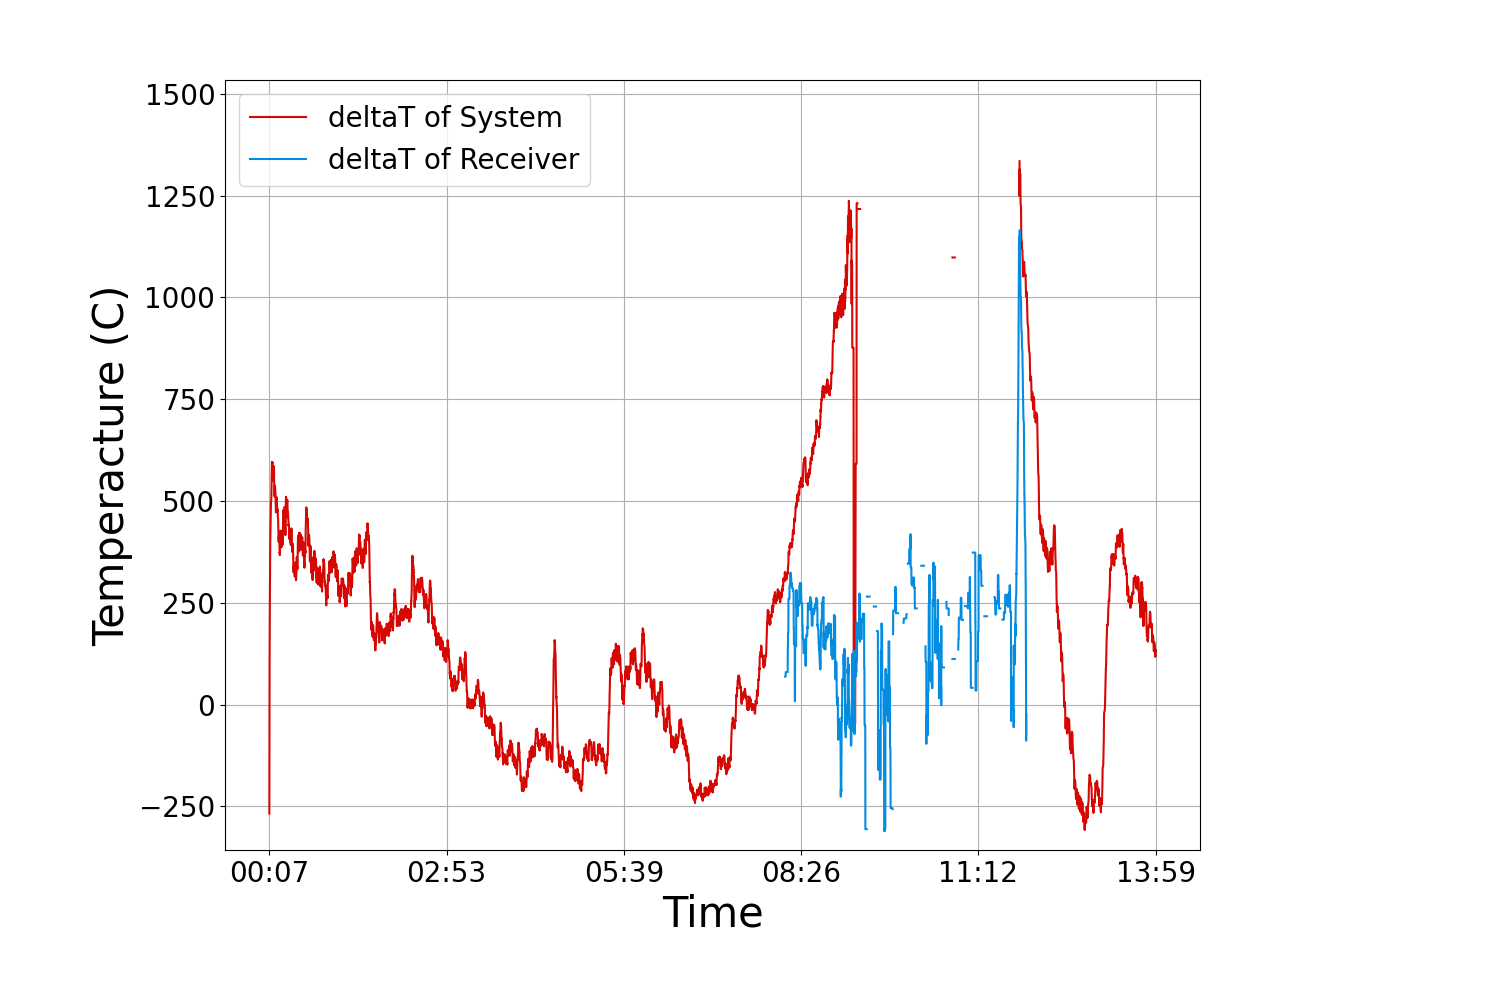 1500
1250
1000
750
500
250
0
−250
deltaT of System
deltaT of Receiver
Temperacture (C)
00:07 02:53 05:39 08:26 11:12 13:59
Time